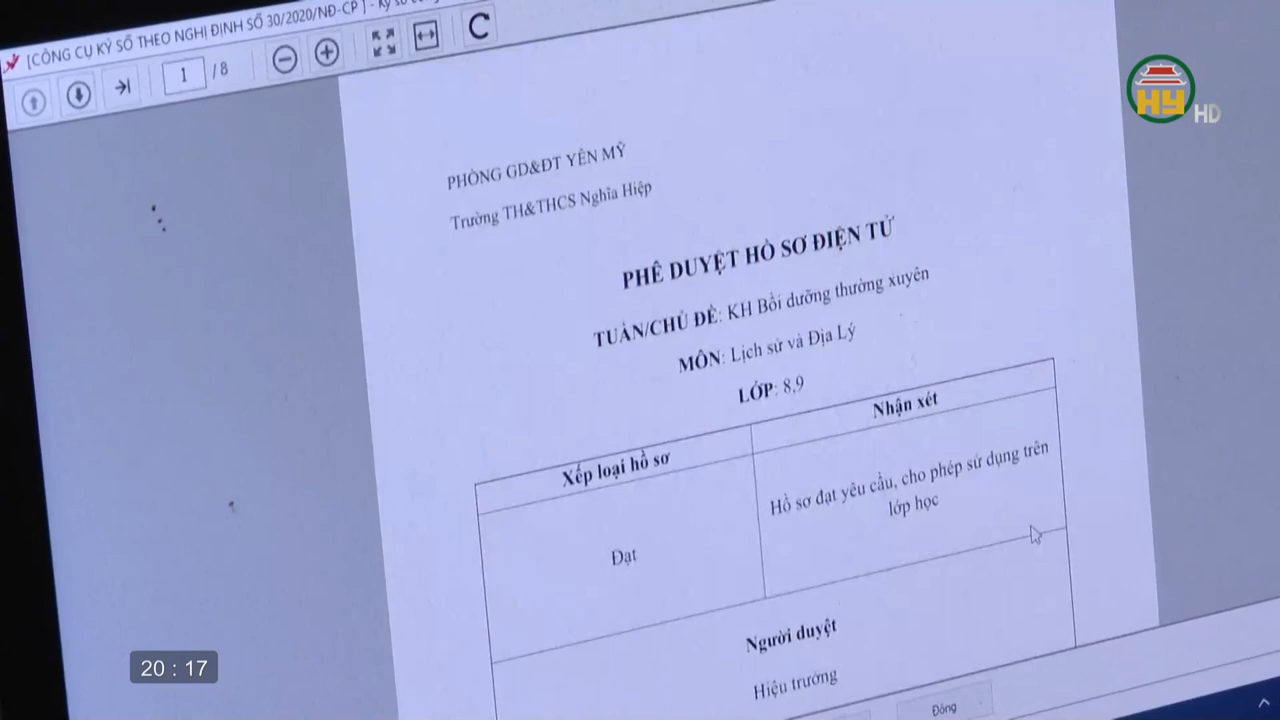 [CÔNG CỤ KÝ SỐ THEO NGHỊ ĐỊNH SỐ 30/2020/NĐ-CP ] - Ký số
1 / 8
HY HD
PHÒNG GD&ĐT YÊN MỸ
Trường TH&THCS Nghĩa Hiệp
PHÊ DUYỆT HỒ SƠ ĐIỆN TỬ
TUẦN/CHỦ ĐỀ: KH Bồi dưỡng thường xuyên
MÔN: Lịch sử và Địa Lý
LỚP: 8,9
Xếp loại hồ sơ
Nhận xét
Đạt
Hồ sơ đạt yêu cầu, cho phép sử dụng trên
lớp học
Người duyệt
Hiệu trưởng
Đóng
20 : 17